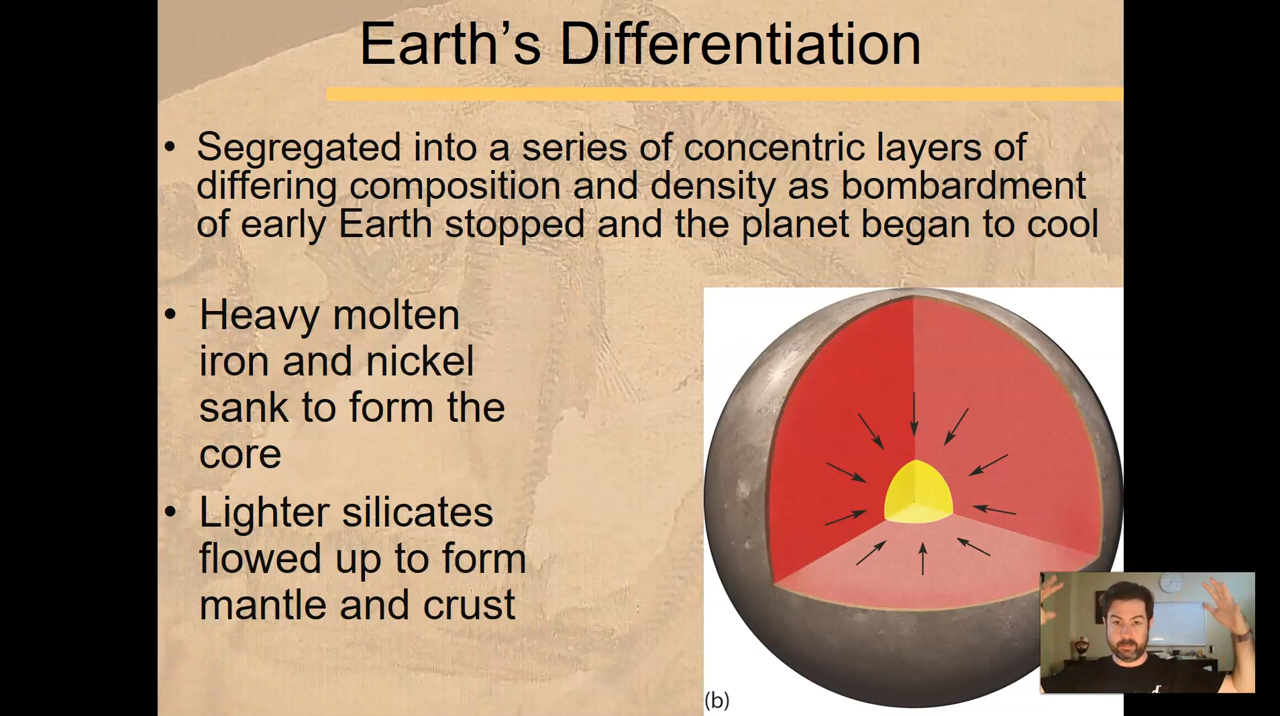 Earth’s Differentiation
• Segregated into a series of concentric layers of
differing composition and density as bombardment
of early Earth stopped and the planet began to cool
• Heavy molten
iron and nickel
sank to form the
core
• Lighter silicates
flowed up to form
mantle and crust
(b)